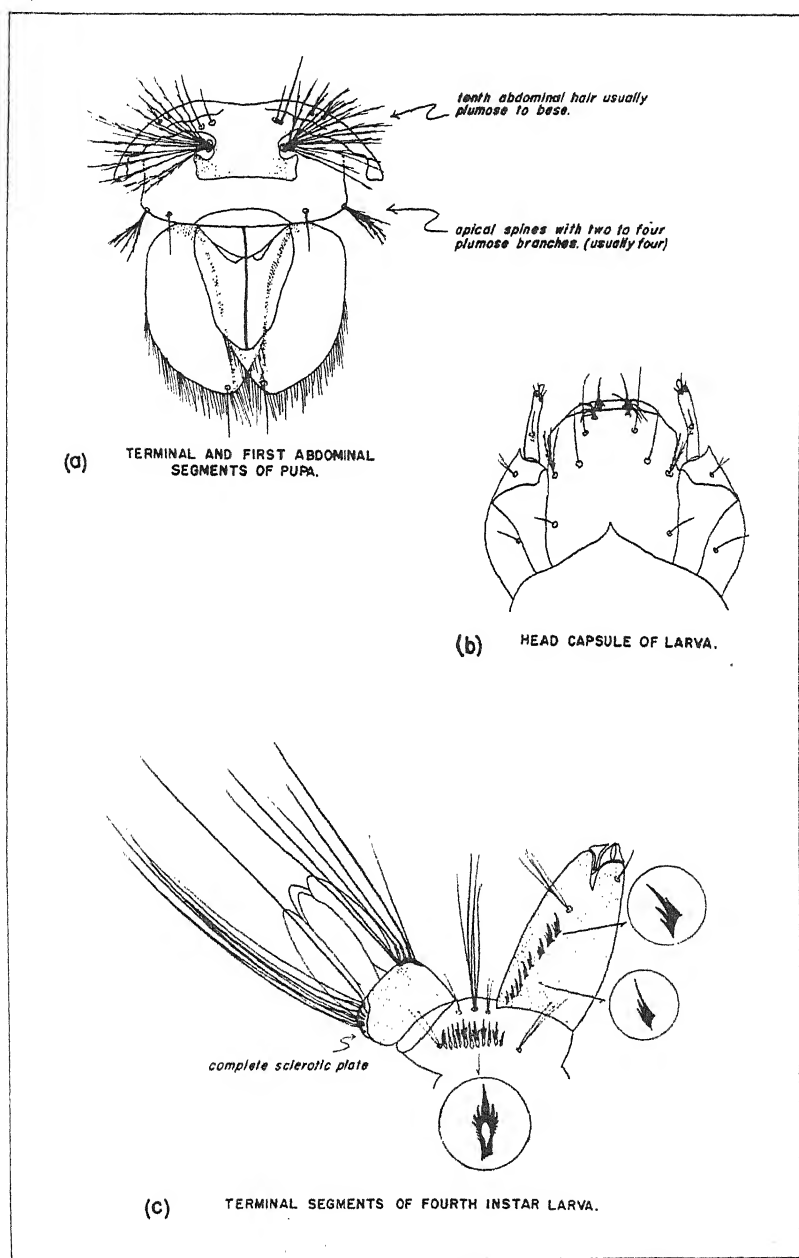 tenth abdominal hair usually
plumose to base.
apical spines with two to four
plumose branches. (usually four)
(a) TERMINAL AND FIRST ABDOMINAL
SEGMENTS OF PUPA.
(b) HEAD CAPSULE OF LARVA.
complete sclerotic plate
(c) TERMINAL SEGMENTS OF FOURTH INSTAR LARVA.